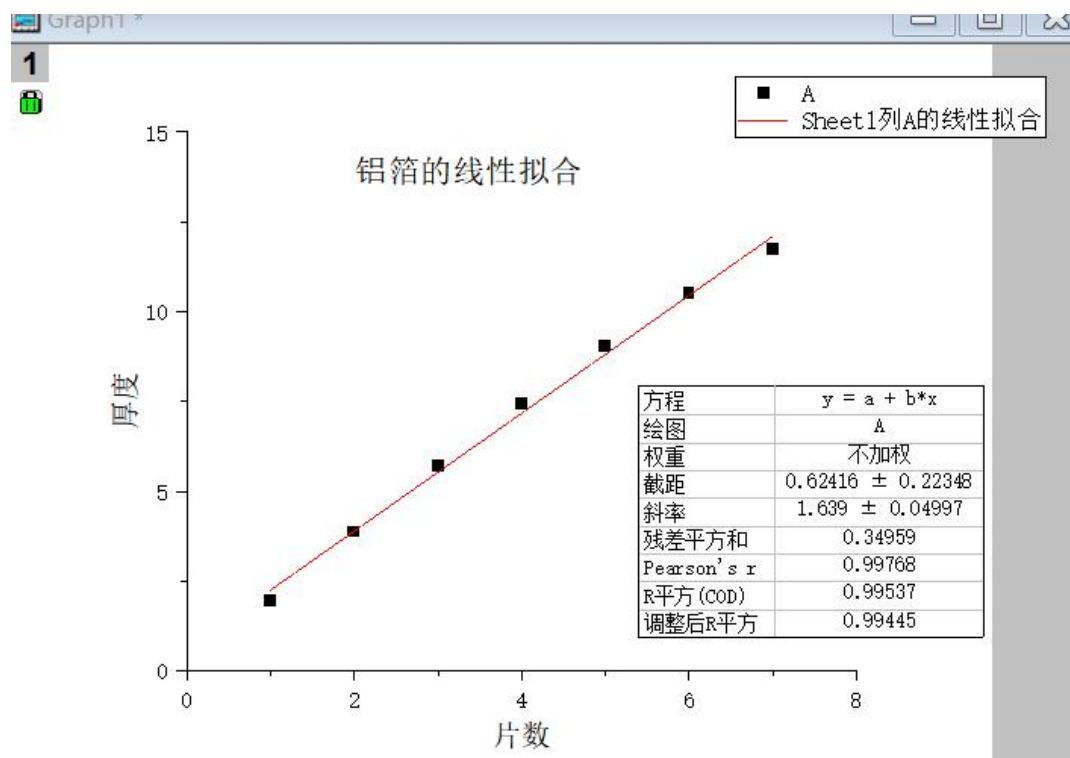 Graph1 *
1
A
Sheet1列A的线性拟合
铝箔的线性拟合
15
10
5
0
厚度
0 2 4 6 8
片数
方程 y = a + b*x
绘图 A
权重 不加权
截距 0.62416 ± 0.22348
斜率 1.639 ± 0.04997
残差平方和 0.34959
Pearson's r 0.99768
R平方(COD) 0.99537
调整后R平方 0.99445